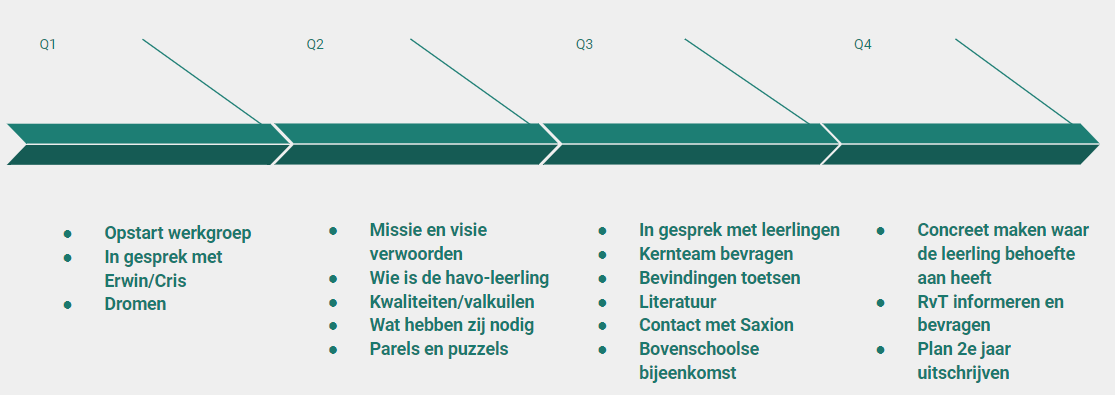 Q1
Q2
Q3
Q4
● Opstart werkgroep
● In gesprek met
Erwin/Cris
● Dromen
● Missie en visie
verwoorden
● Wie is de havo-leerling
● Kwaliteiten/valkuilen
● Wat hebben zij nodig
● Parels en puzzels
● In gesprek met leerlingen
● Kernteam bevragen
● Bevindingen toetsen
● Literatuur
● Contact met Saxion
● Bovenschoolse
bijeenkomst
● Concreet maken waar
de leerling behoefte
aan heeft
● RvT informeren en
bevragen
● Plan 2e jaar
uitschrijven